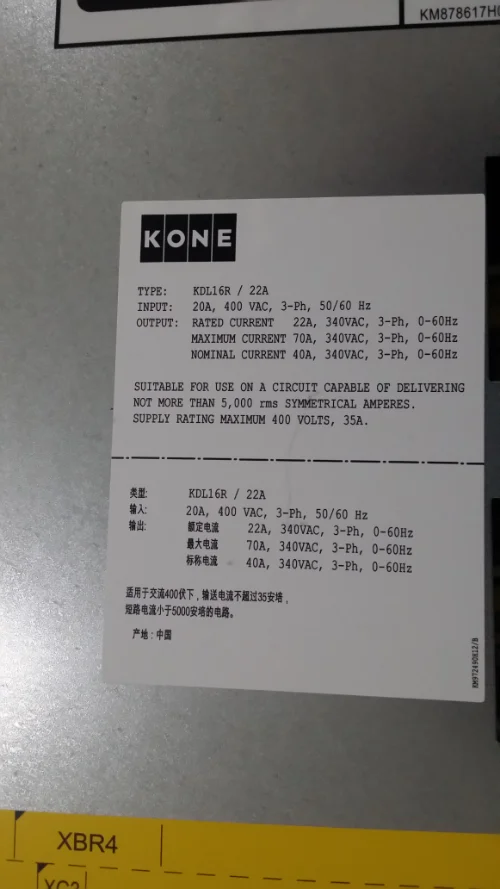 KM878617H
KONE
TYPE: KDL16R / 22A
INPUT: 20A, 400 VAC, 3-Ph, 50/60 Hz
OUTPUT: RATED CURRENT 22A, 340VAC, 3-Ph, 0-60Hz
MAXIMUM CURRENT 70A, 340VAC, 3-Ph, 0-60Hz
NOMINAL CURRENT 40A, 340VAC, 3-Ph, 0-60Hz
SUITABLE FOR USE ON A CIRCUIT CAPABLE OF DELIVERING
NOT MORE THAN 5,000 rms SYMMETRICAL AMPERES.
SUPPLY RATING MAXIMUM 400 VOLTS, 35A.
类型: KDL16R / 22A
输入: 20A, 400 VAC, 3-Ph, 50/60 Hz
输出: 额定电流 22A, 340VAC, 3-Ph, 0-60Hz
最大电流 70A, 340VAC, 3-Ph, 0-60Hz
标称电流 40A, 340VAC, 3-Ph, 0-60Hz
适用于交流400伏下，输送电流不超过35安培，
短路电流小于5000安培的电路。
产地：中国
XBR4